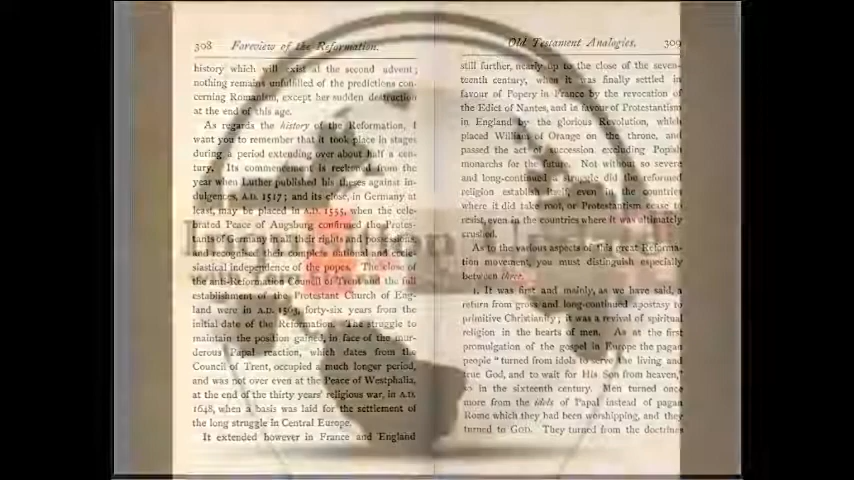 308 Foreview of the Reformation.
history which will exist at the second advent;
nothing remains unfulfilled of the predictions con-
cerning Romanism, except her sudden destruction
at the end of this age.
As regards the history of the Reformation, I
want you to remember that it took place in stages
during a period extending over about half a cen-
tury. Its commencement is reckoned from the
year when Luther published his theses against in-
dulgences, A.D. 1517; and its close, in Germany at
least, may be placed in A.D. 1555, when the cele-
brated Peace of Augsburg confirmed the Protes-
tants of Germany in all their rights and possessions,
and recognised their complete national and eccle-
siastical independence of the popes. The close of
the anti-Reformation Council of Trent and the full
establishment of the Protestant Church of Eng-
land were in A.D. 1563, forty-six years from the
initial date of the Reformation. The struggle to
maintain the position gained, in face of the mur-
derous Papal reaction, which dates from the
Council of Trent, occupied a much longer period,
and was not over even at the Peace of Westphalia,
at the end of the thirty years' religious war, in A.D.
1648, when a basis was laid for the settlement of
the long struggle in Central Europe.
It extended however in France and England
Old Testament Analogies. 309
still further, nearly up to the close of the seven-
teenth century, when it was finally settled in
favour of Popery in France by the revocation of
the Edict of Nantes, and in favour of Protestantism
in England by the glorious Revolution, which
placed William of Orange on the throne, and
passed the act of succession excluding Popish
monarchs for the future. Not without so severe
and long-continued a struggle did the reformed
religion establish itself, even in the countries
where it did take root, or Protestantism cease to
resist, even in the countries where it was ultimately
crushed.
As to the various aspects of this great Reforma-
tion movement, you must distinguish especially
between three.
1. It was first and mainly, as we have said, a
return from gross and long-continued apostasy to
primitive Christianity; it was a revival of spiritual
religion in the hearts of men. As at the first
promulgation of the gospel in Europe the pagan
people "turned from idols to serve the living and
true God, and to wait for His Son from heaven,"
so in the sixteenth century. Men turned once
more from the idols of Papal instead of pagan
Rome which they had been worshipping, and they
turned to GOD. They turned from the doctrines